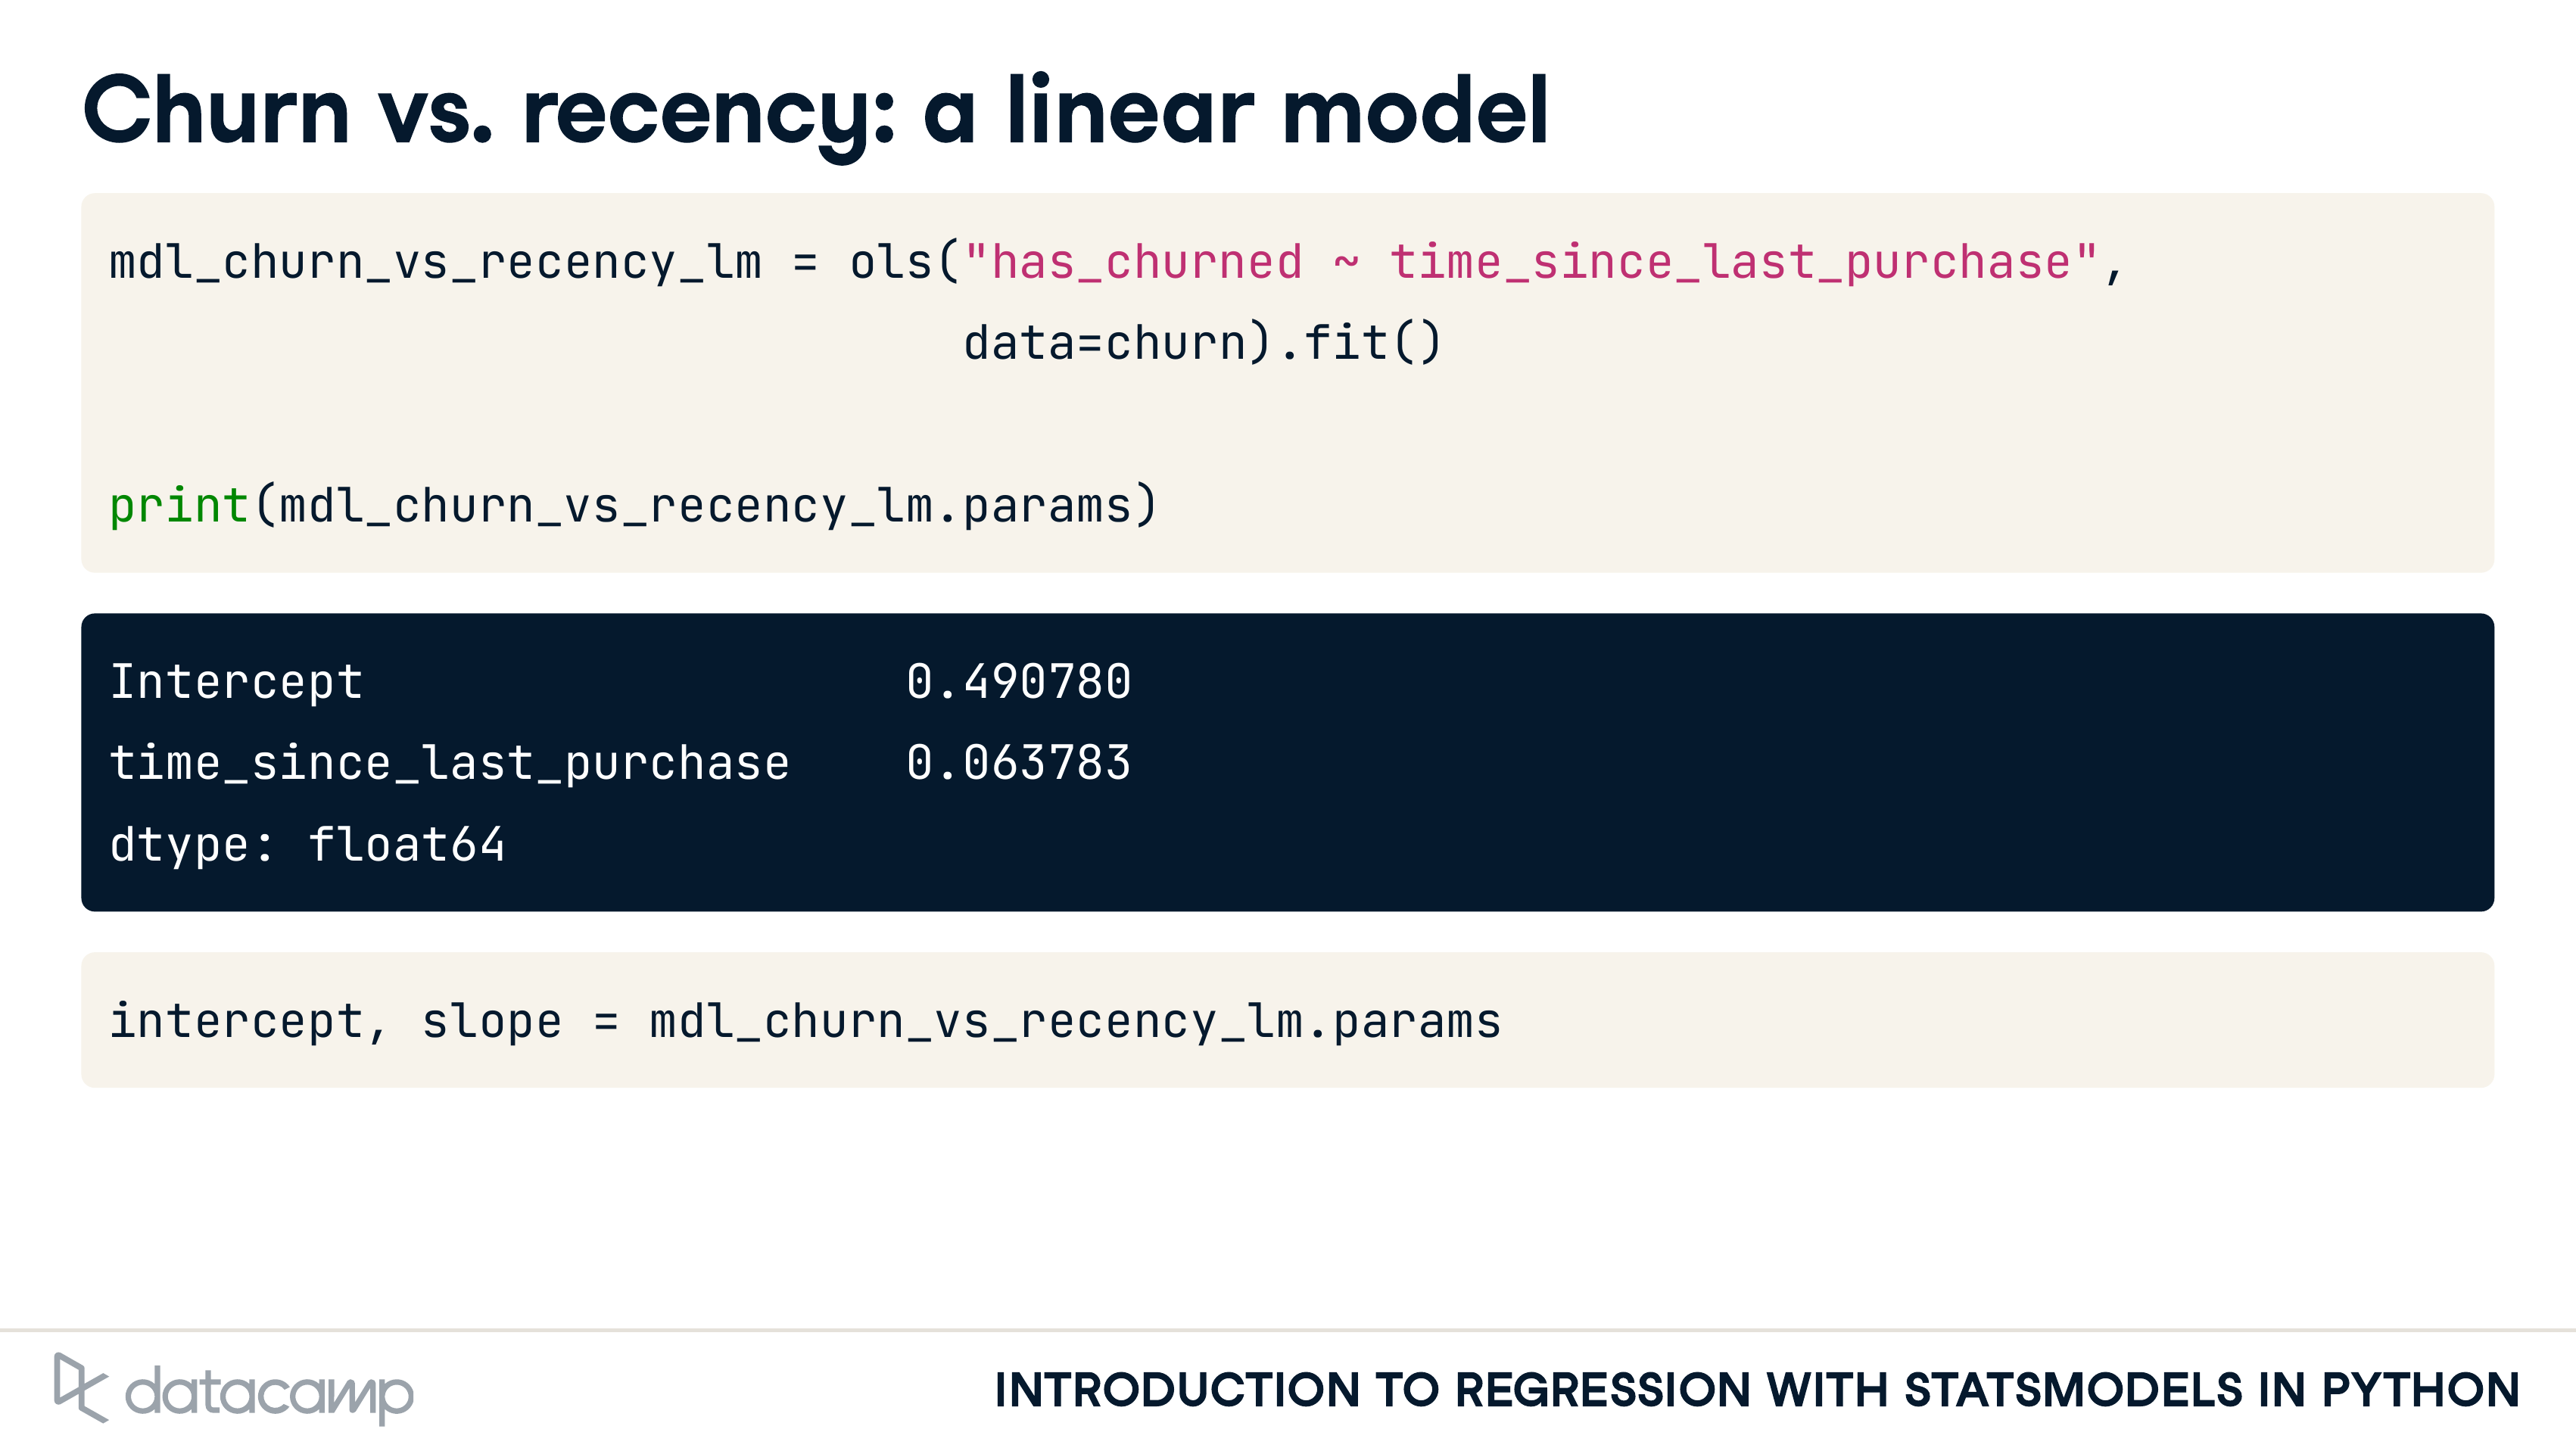 Churn vs. recency: a linear model
mdl_churn_vs_recency_lm = ols("has_churned ~ time_since_last_purchase",
data=churn).fit()
print(mdl_churn_vs_recency_lm.params)
Intercept 0.490780
time_since_last_purchase 0.063783
dtype: float64
intercept, slope = mdl_churn_vs_recency_lm.params
datacamp
INTRODUCTION TO REGRESSION WITH STATSMODELS IN PYTHON